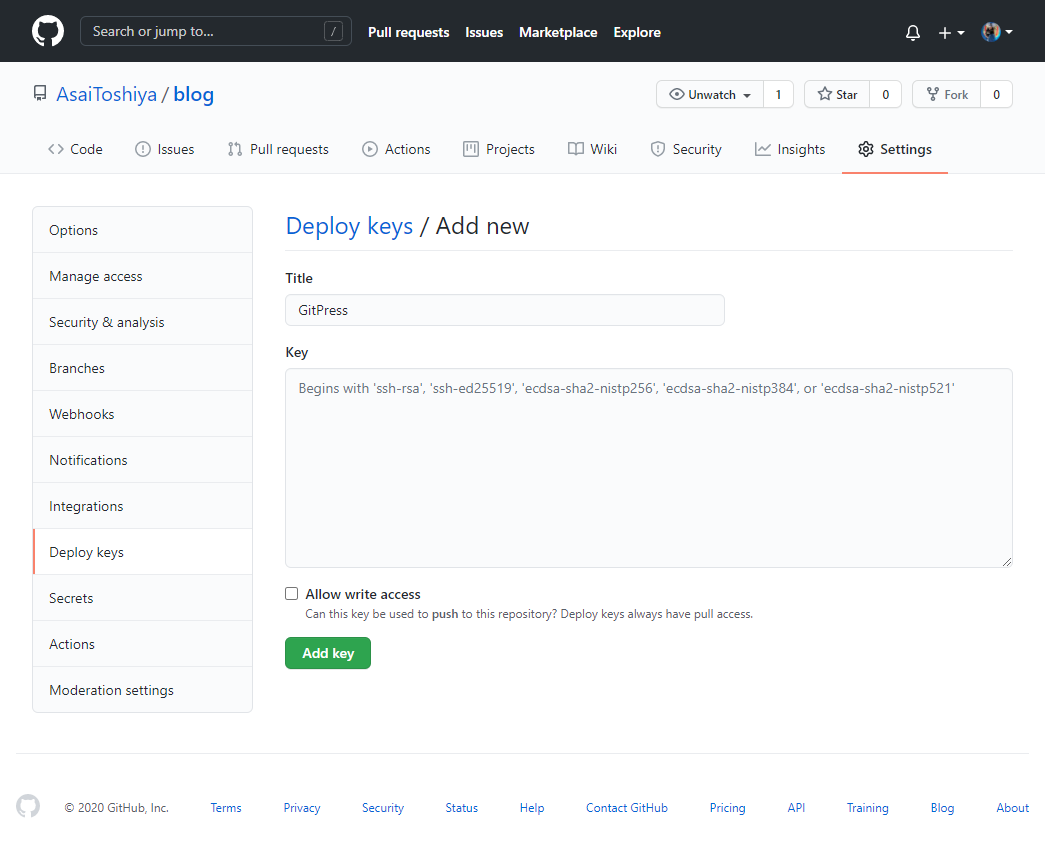 Search or jump to... / Pull requests Issues Marketplace Explore
AsaiToshiya / blog Unwatch 1 Star 0 Fork 0
Code Issues Pull requests Actions Projects Wiki Security Insights Settings
Options
Manage access
Security & analysis
Branches
Webhooks
Notifications
Integrations
Deploy keys
Secrets
Actions
Moderation settings
Deploy keys / Add new
Title
GitPress
Key
Begins with 'ssh-rsa', 'ssh-ed25519', 'ecdsa-sha2-nistp256', 'ecdsa-sha2-nistp384', or 'ecdsa-sha2-nistp521'
Allow write access
Can this key be used to push to this repository? Deploy keys always have pull access.
Add key
© 2020 GitHub, Inc. Terms Privacy Security Status Help Contact GitHub Pricing API Training Blog About